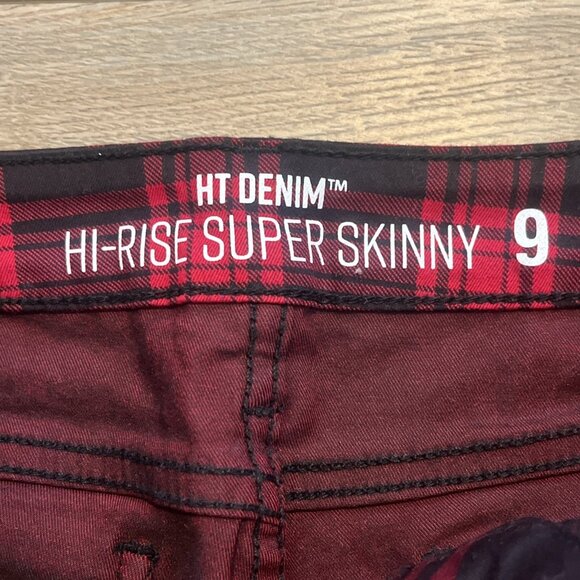 HT DENIM™
HI-RISE SUPER SKINNY 9